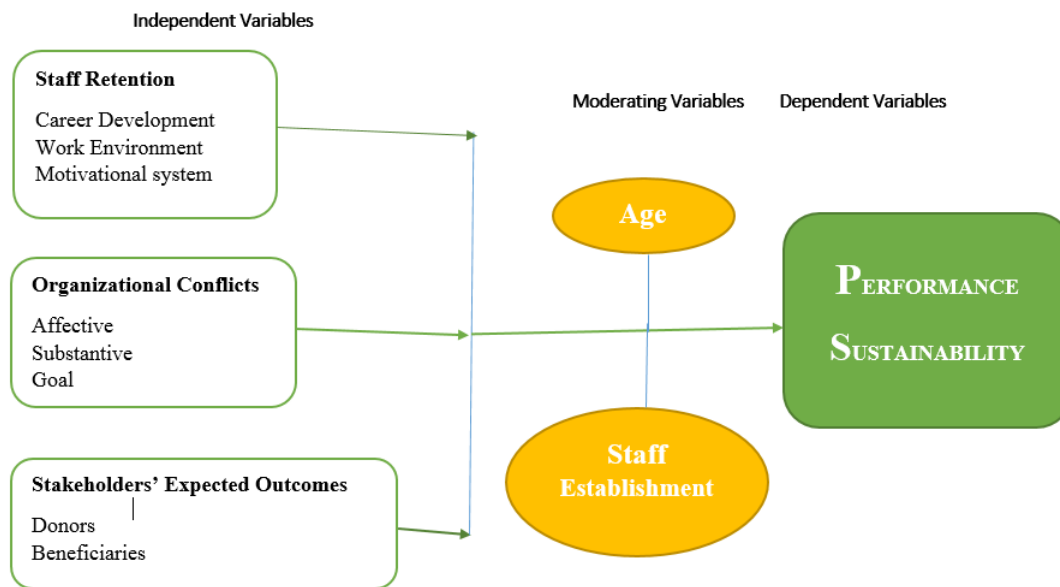 Independent Variables
Staff Retention
Career Development
Work Environment
Motivational system
Moderating Variables
Dependent Variables
Age
Organizational Conflicts
Affective
Substantive
Goal
PERFORMANCE
SUSTAINABILITY
Staff
Establishment
Stakeholders’ Expected Outcomes
Donors
Beneficiaries